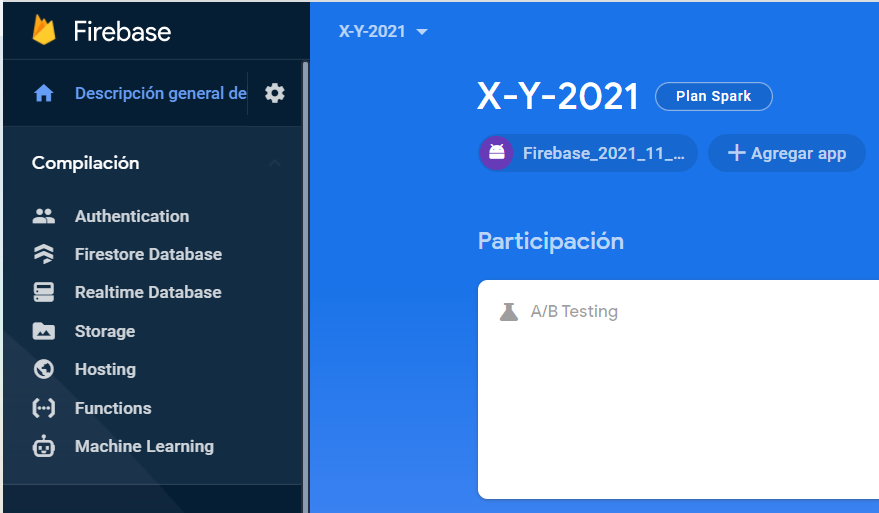 Firebase
Descripción general de
Compilación
Authentication
Firestore Database
Realtime Database
Storage
Hosting
Functions
Machine Learning
X-Y-2021
X-Y-2021 Plan Spark
Firebase_2021_11_... Agregar app
Participación
A/B Testing